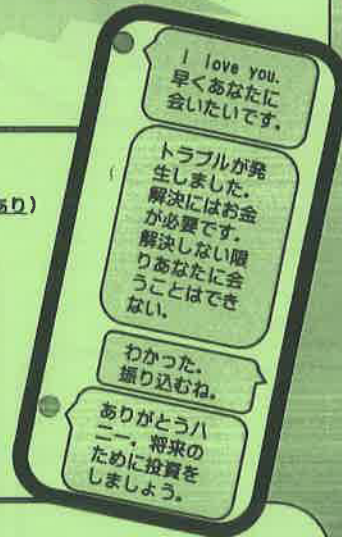 I love you.
早くあなたに
会いたいです。
トラブルが発
生しました。
解決にはお金
が必要です。
解決しない限
りあなたに会
うことはでき
ない。
あり)
わかった。
振り込むね。
ありがとうハ
ニー。将来の
ために投資を
しましょう。